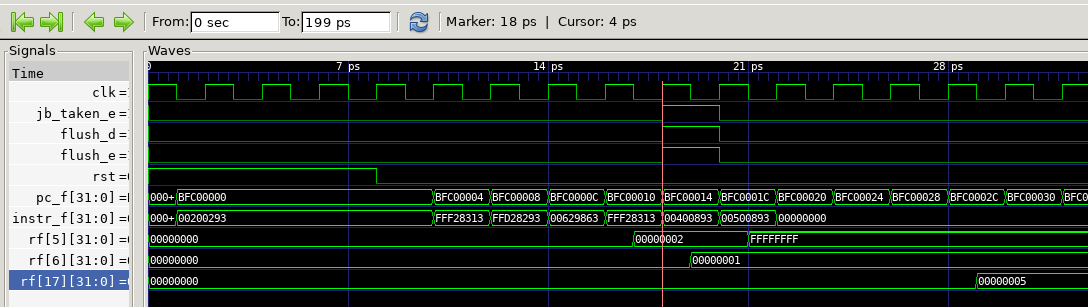 From: 0 sec To: 199 ps Marker: 18 ps | Cursor: 4 ps
Signals Waves
Time 0 7 ps 14 ps 21 ps 28 ps
clk =
jb_taken_e =
flush_d =
flush_e =
rst =
pc_f[31:0] = 000+ BFC00000 BFC00004 BFC00008 BFC0000C BFC00010 BFC00014 BFC0001C BFC00020 BFC00024 BFC00028 BFC0002C BFC00030 BFC0
instr_f[31:0] = 000+ 00200293 FFF28313 FFD28293 00629863 FFF28313 00400893 00500893 00000000
rf[5][31:0] = 00000000 00000002 FFFFFFFF
rf[6][31:0] = 00000000 00000001
rf[17][31:0] = 00000000 00000005